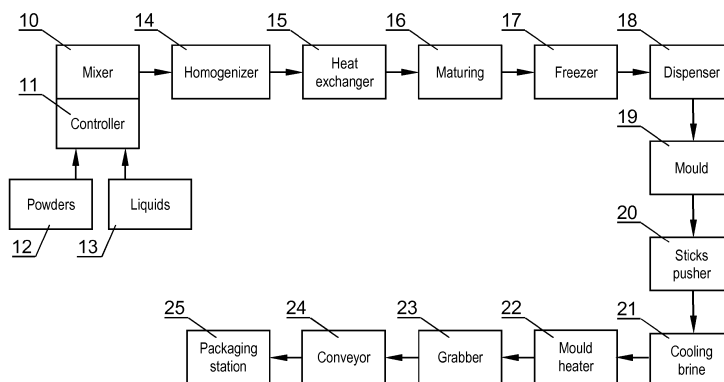 10
14
15
16
17
18
Mixer
Homogenizer
Heat
exchanger
Maturing
Freezer
Dispenser
11
Controller
19
Mould
Powders
Liquids
12
13
20
Sticks
pusher
25
24
23
22
21
Packaging
station
Conveyor
Grabber
Mould
heater
Cooling
brine